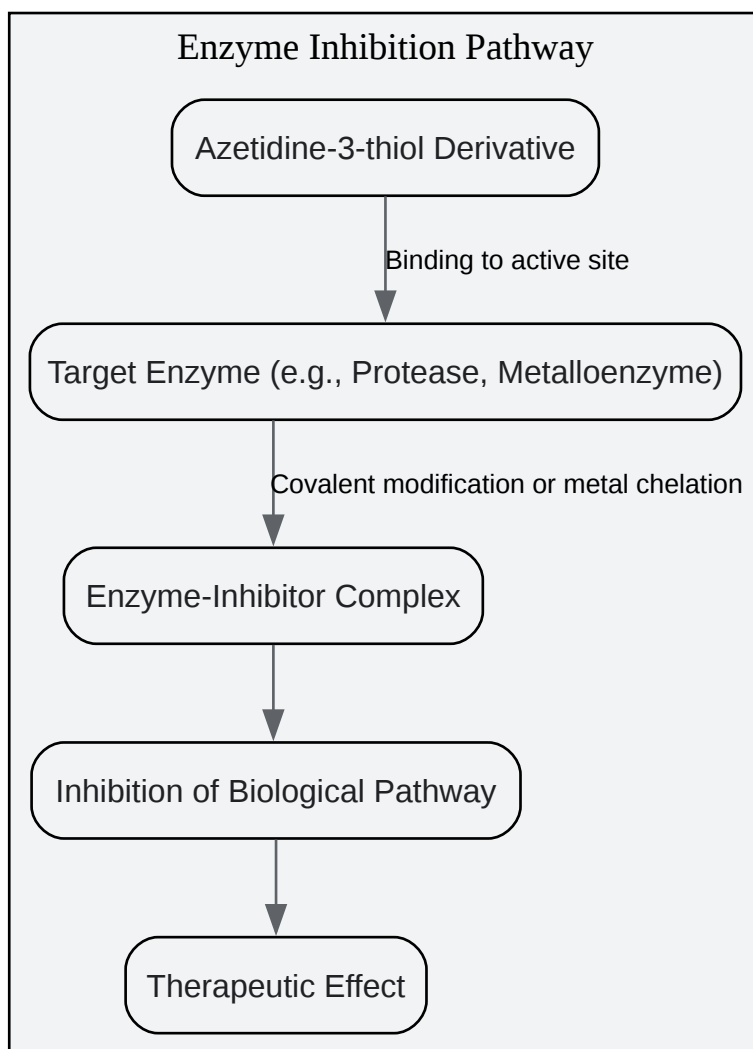 Enzyme Inhibition Pathway
Azetidine-3-thiol Derivative
Binding to active site
Target Enzyme (e.g., Protease, Metalloenzyme)
Covalent modification or metal chelation
Enzyme-Inhibitor Complex
Inhibition of Biological Pathway
Therapeutic Effect